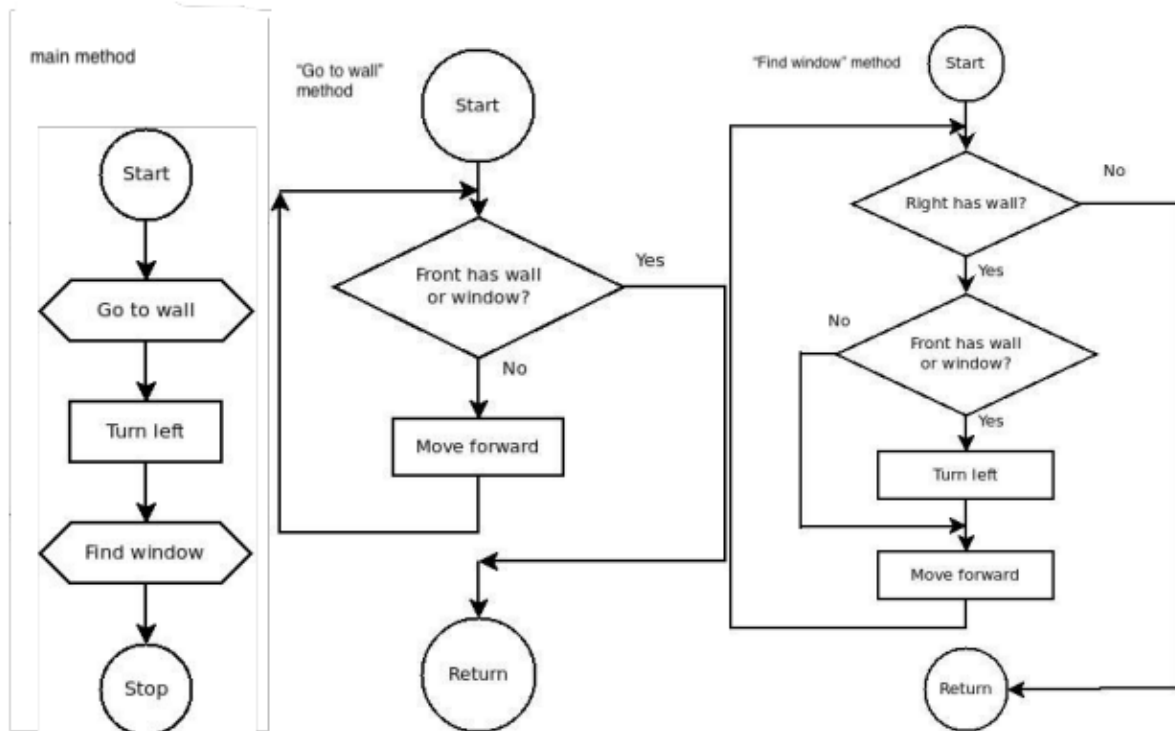 main method
Start
Go to wall
Turn left
Find window
Stop
“Go to wall”
method
Start
Front has wall
or window?
Yes
No
Move forward
Return
“Find window” method
Start
Right has wall?
No
Yes
Front has wall
or window?
No
Yes
Turn left
Move forward
Return